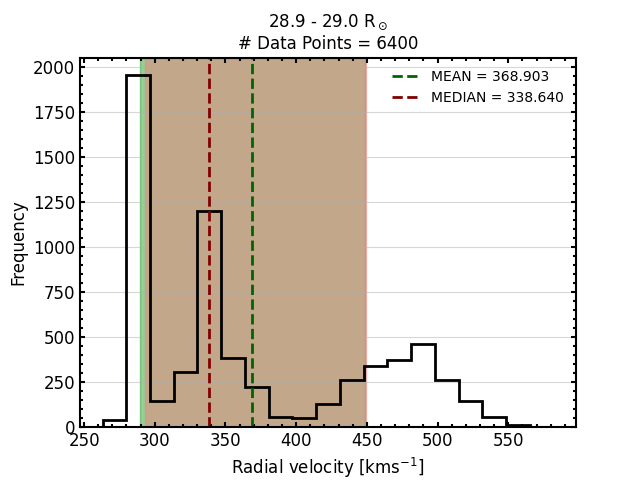 28.9 - 29.0 R⊙
# Data Points = 6400
MEAN = 368.903
MEDIAN = 338.640
Frequency
2000
1750
1500
1250
1000
750
500
250
0
250 300 350 400 450 500 550
Radial velocity [kms⁻¹]